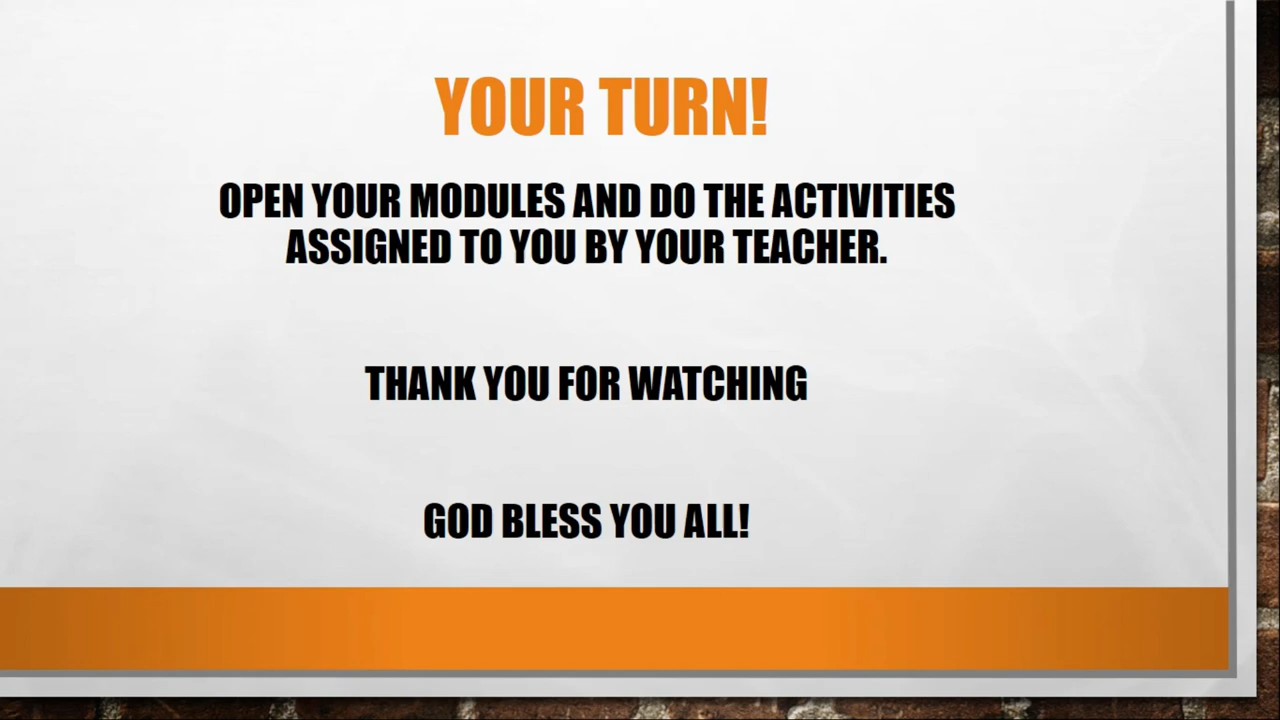 YOUR TURN!
OPEN YOUR MODULES AND DO THE ACTIVITIES
ASSIGNED TO YOU BY YOUR TEACHER.
THANK YOU FOR WATCHING
GOD BLESS YOU ALL!